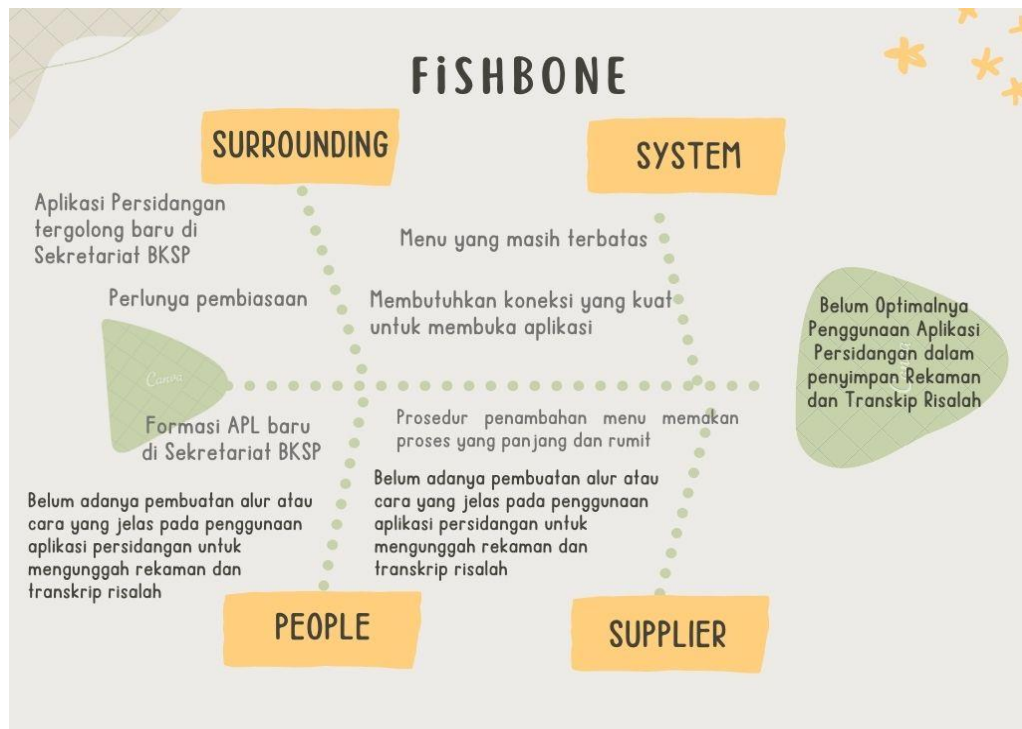 FiSHBONE
SURROUNDING
SYSTEM
Aplikasi Persidangan
tergolong baru di
Sekretariat BKSP
Perlunya pembiasaan
Menu yang masih terbatas
Membutuhkan koneksi yang kuat
untuk membuka aplikasi
Belum Optimalnya
Penggunaan Aplikasi
Persidangan dalam
penyimpan Rekaman
dan Transkip Risalah
Canva
Formasi APL baru
di Sekretariat BKSP
Belum adanya pembuatan alur atau
cara yang jelas pada penggunaan
aplikasi persidangan untuk
mengunggah rekaman dan
transkrip risalah
Prosedur penambahan menu memakan
proses yang panjang dan rumit
Belum adanya pembuatan alur atau
cara yang jelas pada penggunaan
aplikasi persidangan untuk
mengunggah rekaman dan
transkrip risalah
PEOPLE
SUPPLIER